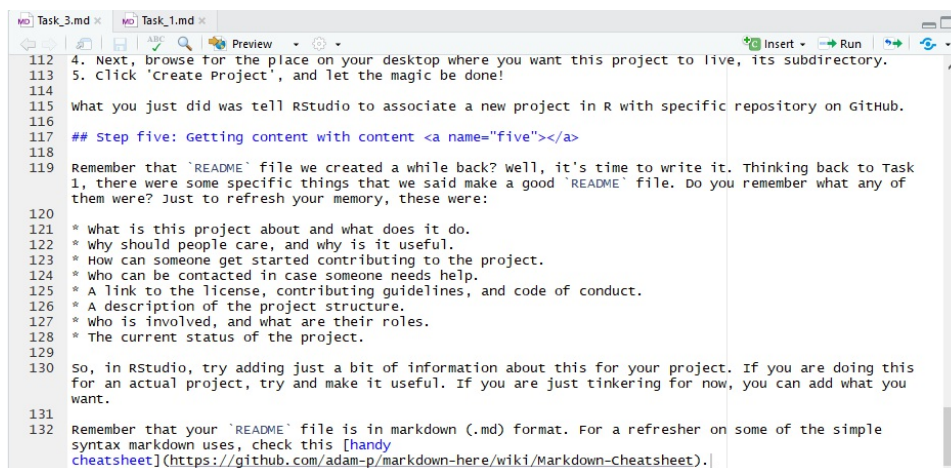 MD Task_3.md × MD Task_1.md ×
ABC Preview Insert Run
112 4. Next, browse for the place on your desktop where you want this project to live, its subdirectory.
113 5. Click 'Create Project', and let the magic be done!
114
115 What you just did was tell RStudio to associate a new project in R with specific repository on GitHub.
116
117 ## Step five: Getting content with content <a name="five"></a>
118
119 Remember that `README` file we created a while back? Well, it's time to write it. Thinking back to Task
1, there were some specific things that we said make a good `README` file. Do you remember what any of
them were? Just to refresh your memory, these were:
120
121 * What is this project about and what does it do.
122 * Why should people care, and why is it useful.
123 * How can someone get started contributing to the project.
124 * Who can be contacted in case someone needs help.
125 * A link to the license, contributing guidelines, and code of conduct.
126 * A description of the project structure.
127 * Who is involved, and what are their roles.
128 * The current status of the project.
129
130 So, in RStudio, try adding just a bit of information about this for your project. If you are doing this
for an actual project, try and make it useful. If you are just tinkering for now, you can add what you
want.
131
132 Remember that your `README` file is in markdown (.md) format. For a refresher on some of the simple
syntax markdown uses, check this [handy
cheatsheet](https://github.com/adam-p/markdown-here/wiki/Markdown-Cheatsheet).